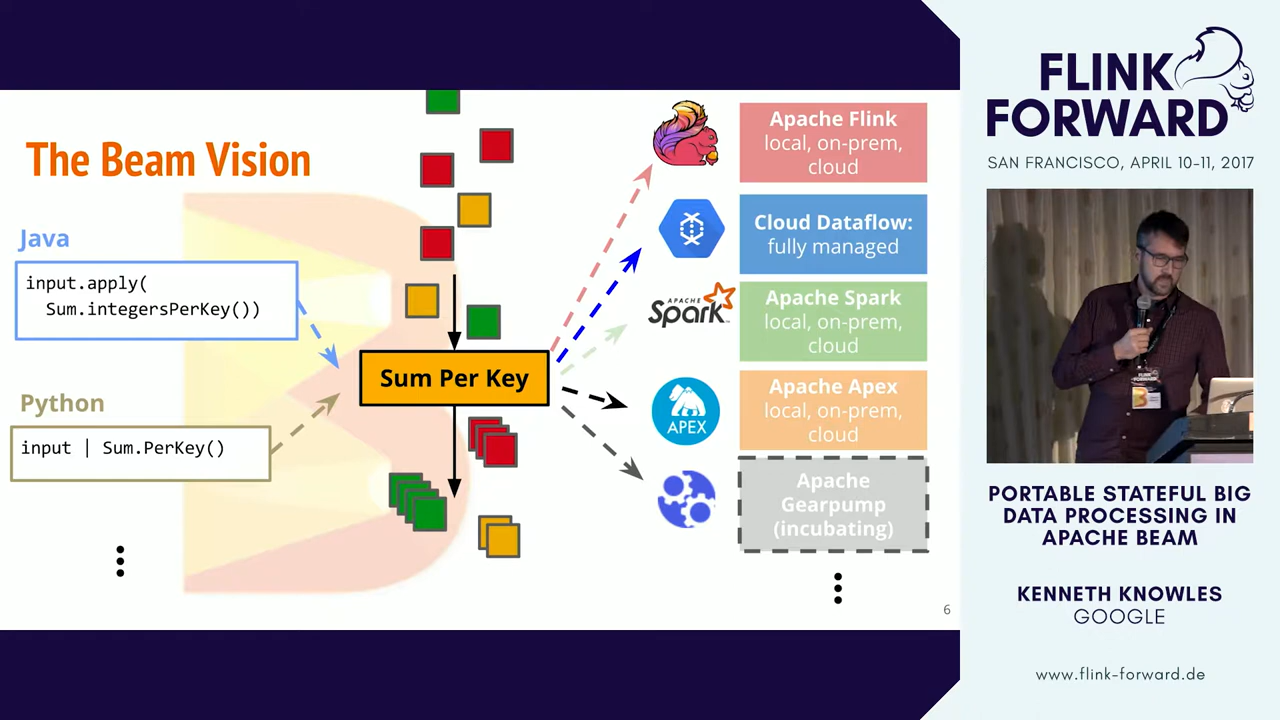 The Beam Vision
Java
input.apply(
Sum.integersPerKey())
Python
input | Sum.PerKey()
Sum Per Key
Apache Flink
local, on-prem,
cloud
Cloud Dataflow:
fully managed
APACHE
Spark
Apache Spark
local, on-prem,
cloud
APEX
Apache Apex
local, on-prem,
cloud
Apache
Gearpump
(incubating)
6
FLINK
FORWARD
SAN FRANCISCO, APRIL 10-11, 2017
FLINK
FORWARD
PORTABLE STATEFUL BIG
DATA PROCESSING IN
APACHE BEAM
KENNETH KNOWLES
GOOGLE
www.flink-forward.de